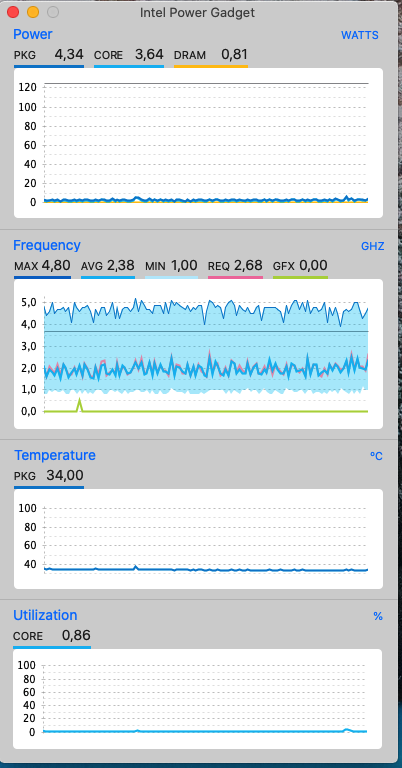 Intel Power Gadget
Power WATTS
PKG 4,34 CORE 3,64 DRAM 0,81
120
100
80
60
40
20
0
Frequency GHZ
MAX 4,80 AVG 2,38 MIN 1,00 REQ 2,68 GFX 0,00
5,0
4,0
3,0
2,0
1,0
0,0
Temperature °C
PKG 34,00
100
80
60
40
Utilization %
CORE 0,86
100
80
60
40
20
0